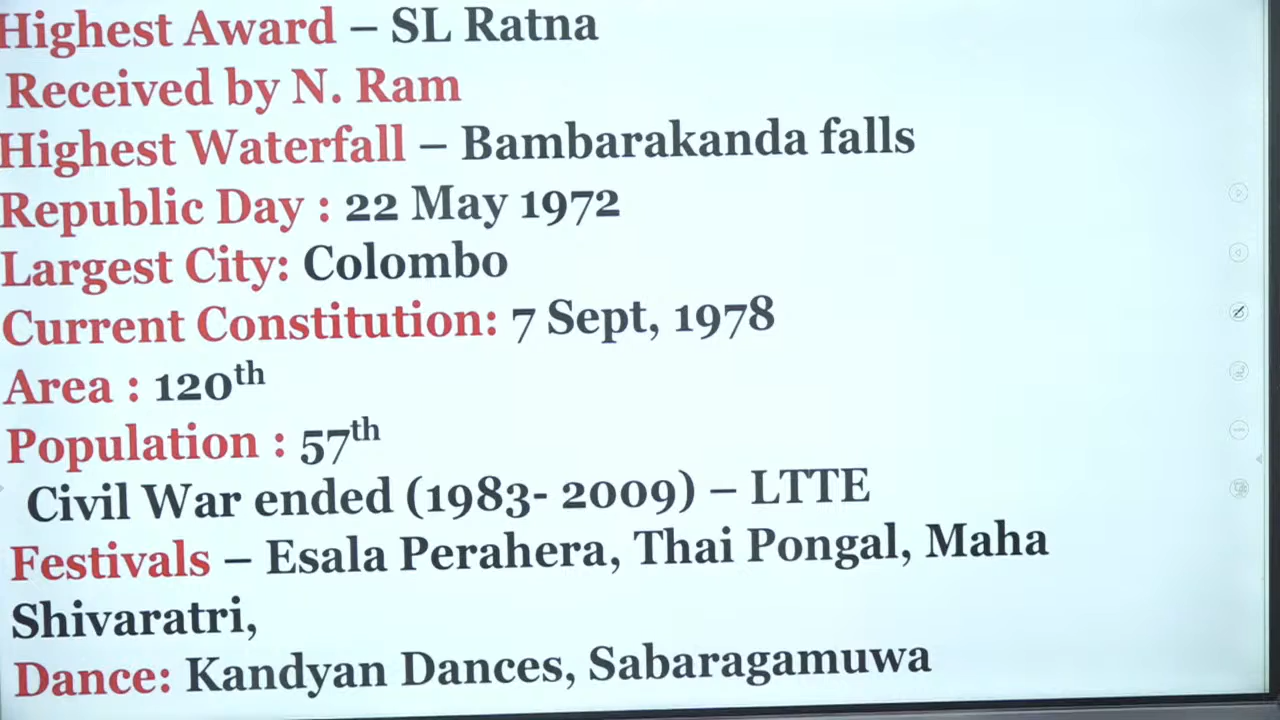 Highest Award – SL Ratna
Received by N. Ram
Highest Waterfall – Bambarakanda falls
Republic Day : 22 May 1972
Largest City: Colombo
Current Constitution: 7 Sept, 1978
Area : 120th
Population : 57th
Civil War ended (1983- 2009) – LTTE
Festivals – Esala Perahera, Thai Pongal, Maha
Shivaratri,
Dance: Kandyan Dances, Sabaragamuwa